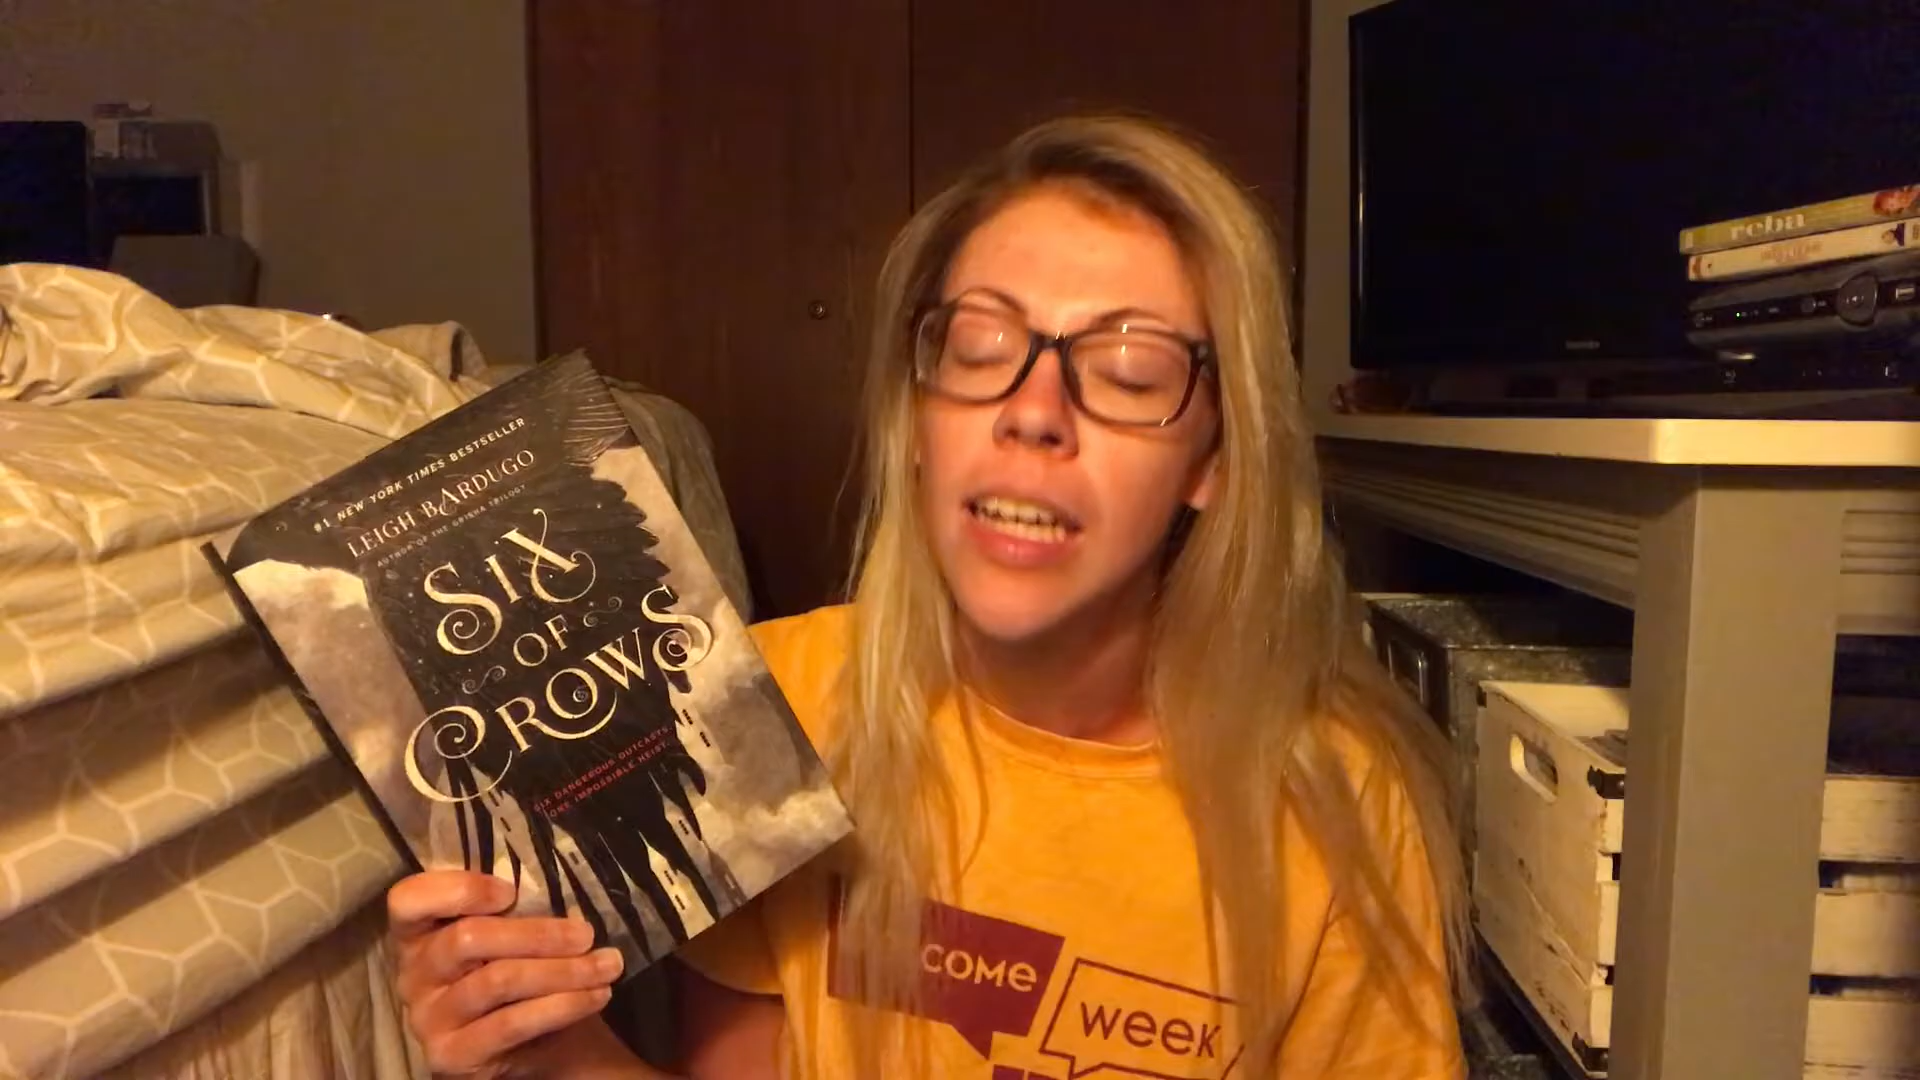 #1 NEW YORK TIMES BESTSELLER
LEIGH BARDUGO
AUTHOR OF THE GRISHA TRILOGY
SIX
OF
CROWS
SIX DANGEROUS OUTCASTS.
ONE IMPOSSIBLE HEIST.
come
week
reba